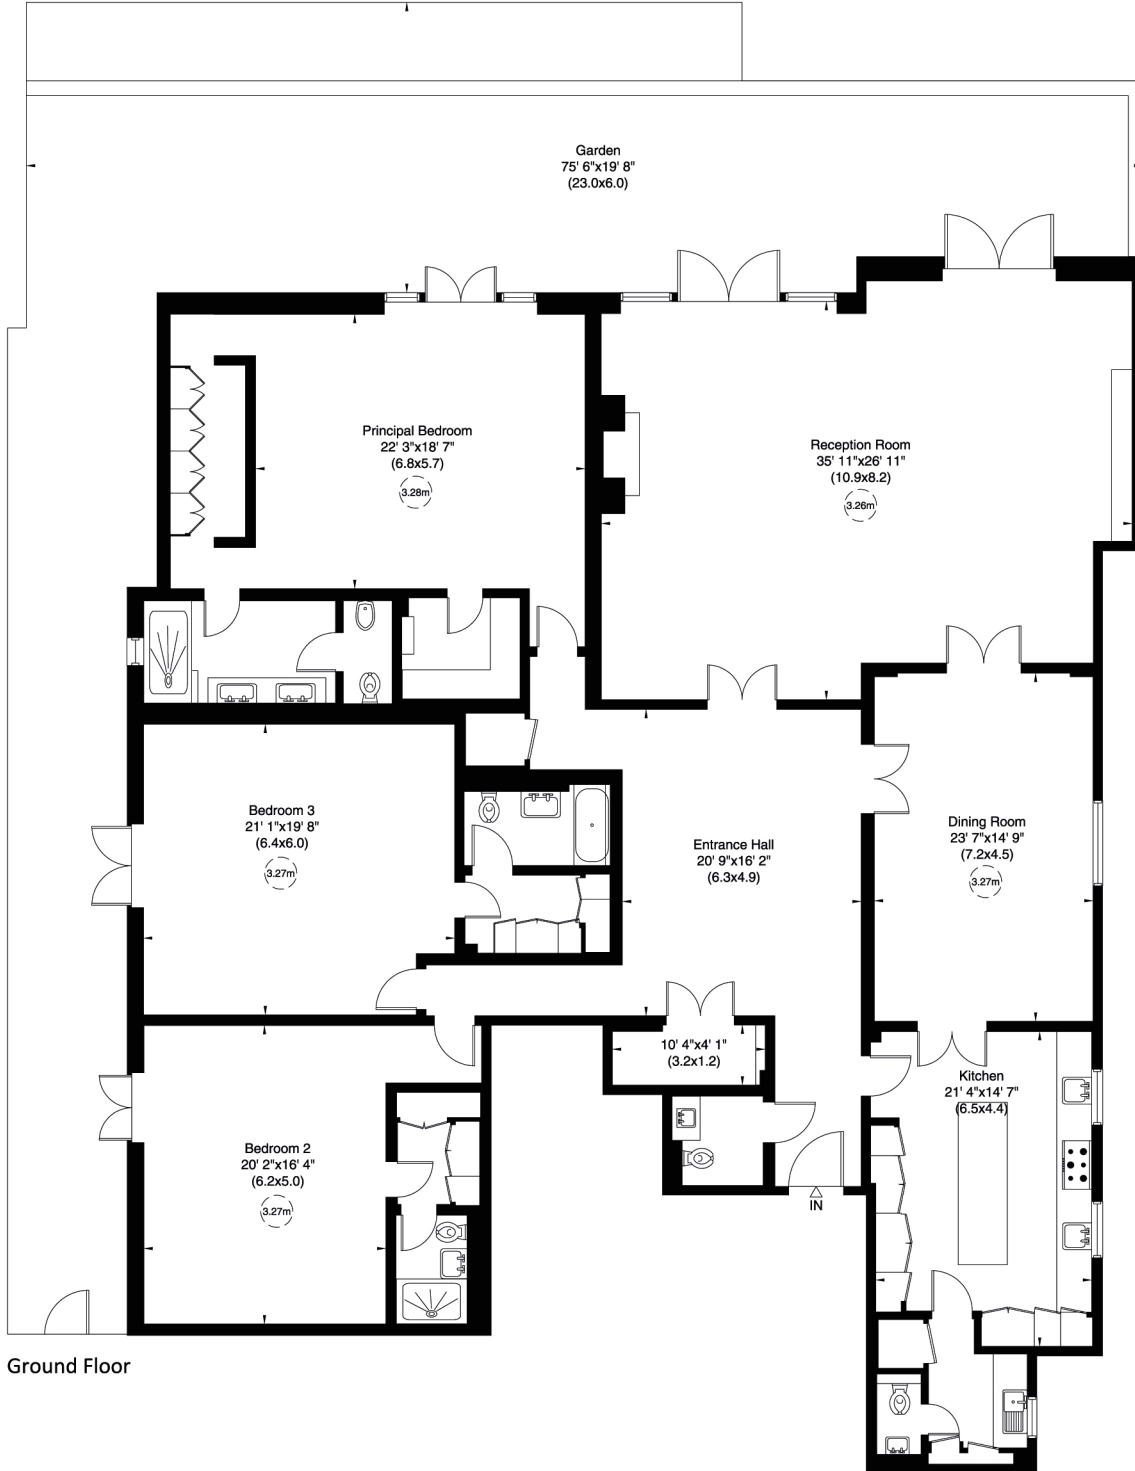 Garden
75' 6"x19' 8"
(23.0x6.0)
Principal Bedroom
22' 3"x18' 7"
(6.8x5.7)
3.28m
Reception Room
35' 11"x26' 11"
(10.9x8.2)
3.26m
Bedroom 3
21' 1"x19' 8"
(6.4x6.0)
3.27m
Entrance Hall
20' 9"x16' 2"
(6.3x4.9)
Dining Room
23' 7"x14' 9"
(7.2x4.5)
3.27m
10' 4"x4' 1"
(3.2x1.2)
Kitchen
21' 4"x14' 7"
(6.5x4.4)
Bedroom 2
20' 2"x16' 4"
(6.2x5.0)
3.27m
IN
Ground Floor